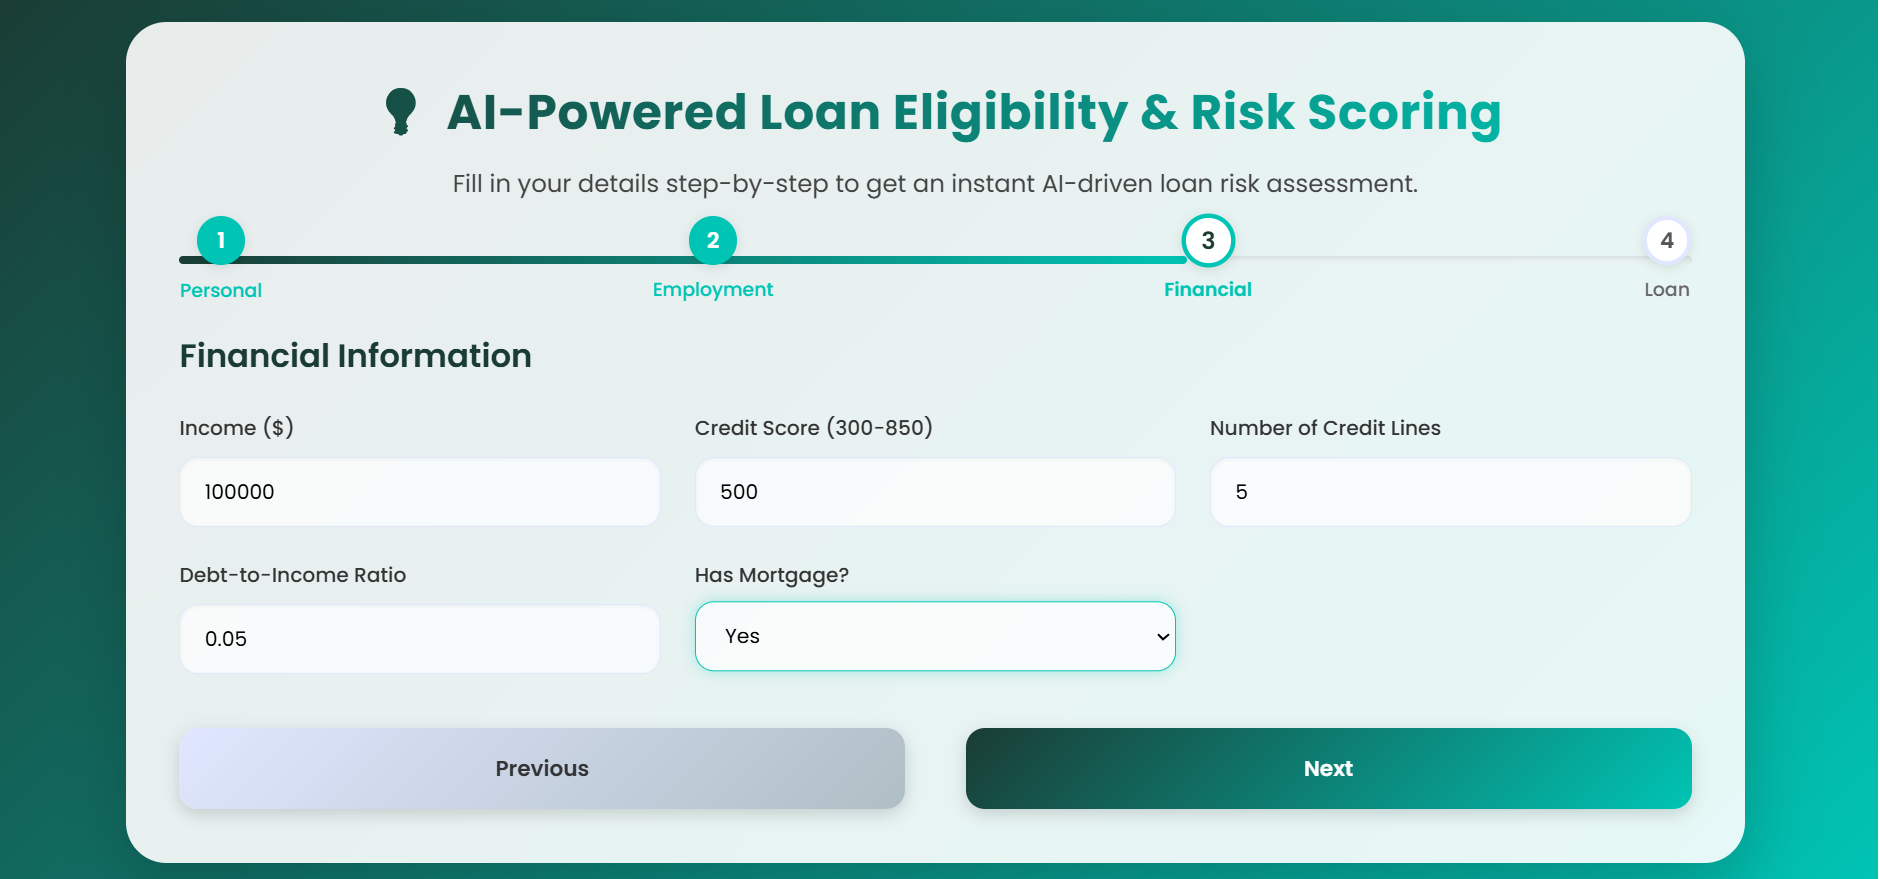 AI-Powered Loan Eligibility & Risk Scoring
Fill in your details step-by-step to get an instant AI-driven loan risk assessment.
1 2 3 4
Personal Employment Financial Loan
Financial Information
Income ($) Credit Score (300-850) Number of Credit Lines
100000 500 5
Debt-to-Income Ratio Has Mortgage?
0.05 Yes
Previous Next